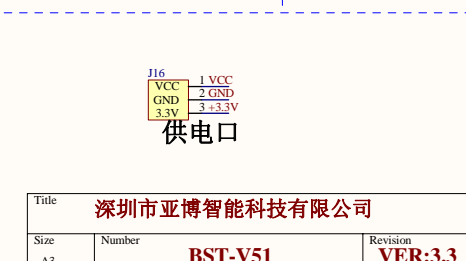 J16
VCC 1 VCC
GND 2 GND
3.3V 3 +3.3V
供电口
Title
深圳市亚博智能科技有限公司
Size Number Revision
A3 BST-V51 VER:3.3